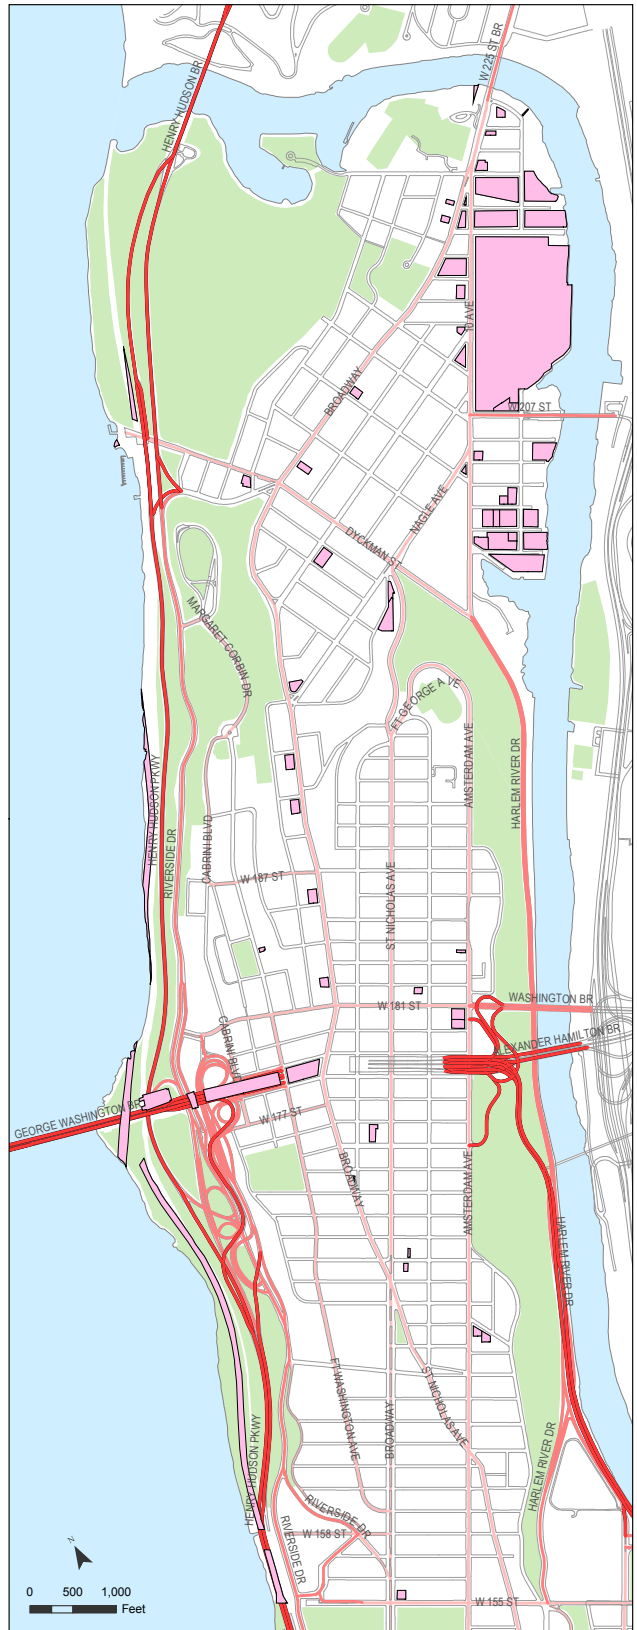 W 225 ST BR
HENRY HUDSON BR
10 AVE
BROADWAY
W 207 ST
NAGLE AVE
DYCKMAN ST
MARGARET CORBIN DR
FT GEORGE A VE
AMSTERDAM AVE
HARLEM RIVER DR
HENRY HUDSON PKWY
RIVERSIDE DR
CABRINI BLVD
W 187 ST
ST NICHOLAS AVE
WASHINGTON BR
W 181 ST
CABRINI BLVD
ALEXANDER HAMILTON BR
GEORGE WASHINGTON BR
W 177 ST
BROADWAY
AMSTERDAM AVE
HARLEM RIVER DR
FT WASHINGTON AVE
ST NICHOLAS AVE
BROADWAY
HENRY HUDSON PKWY
HARLEM RIVER DR
RIVERSIDE DR
W 158 ST
RIVERSIDE DR
N
W 155 ST
0 500 1,000
Feet